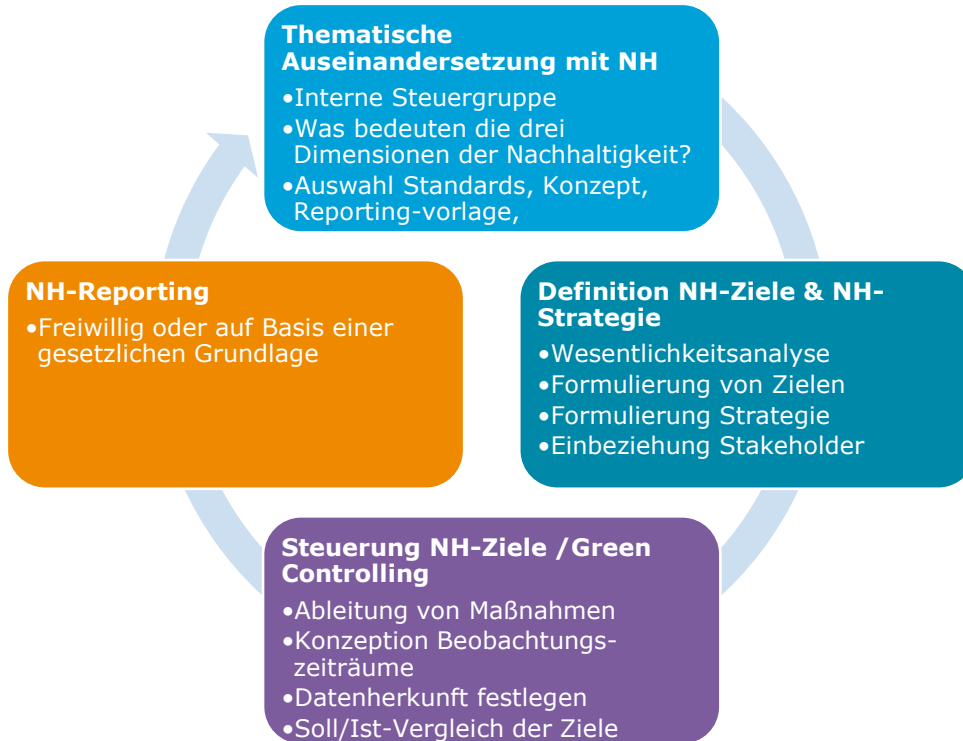 Thematische
Auseinandersetzung mit NH
•Interne Steuergruppe
•Was bedeuten die drei
Dimensionen der Nachhaltigkeit?
•Auswahl Standards, Konzept,
Reporting-vorlage,
Definition NH-Ziele & NH-
Strategie
•Wesentlichkeitsanalyse
•Formulierung von Zielen
•Formulierung Strategie
•Einbeziehung Stakeholder
Steuerung NH-Ziele /Green
Controlling
•Ableitung von Maßnahmen
•Konzeption Beobachtungs-
zeiträume
•Datenherkunft festlegen
•Soll/Ist-Vergleich der Ziele
NH-Reporting
•Freiwillig oder auf Basis einer
gesetzlichen Grundlage